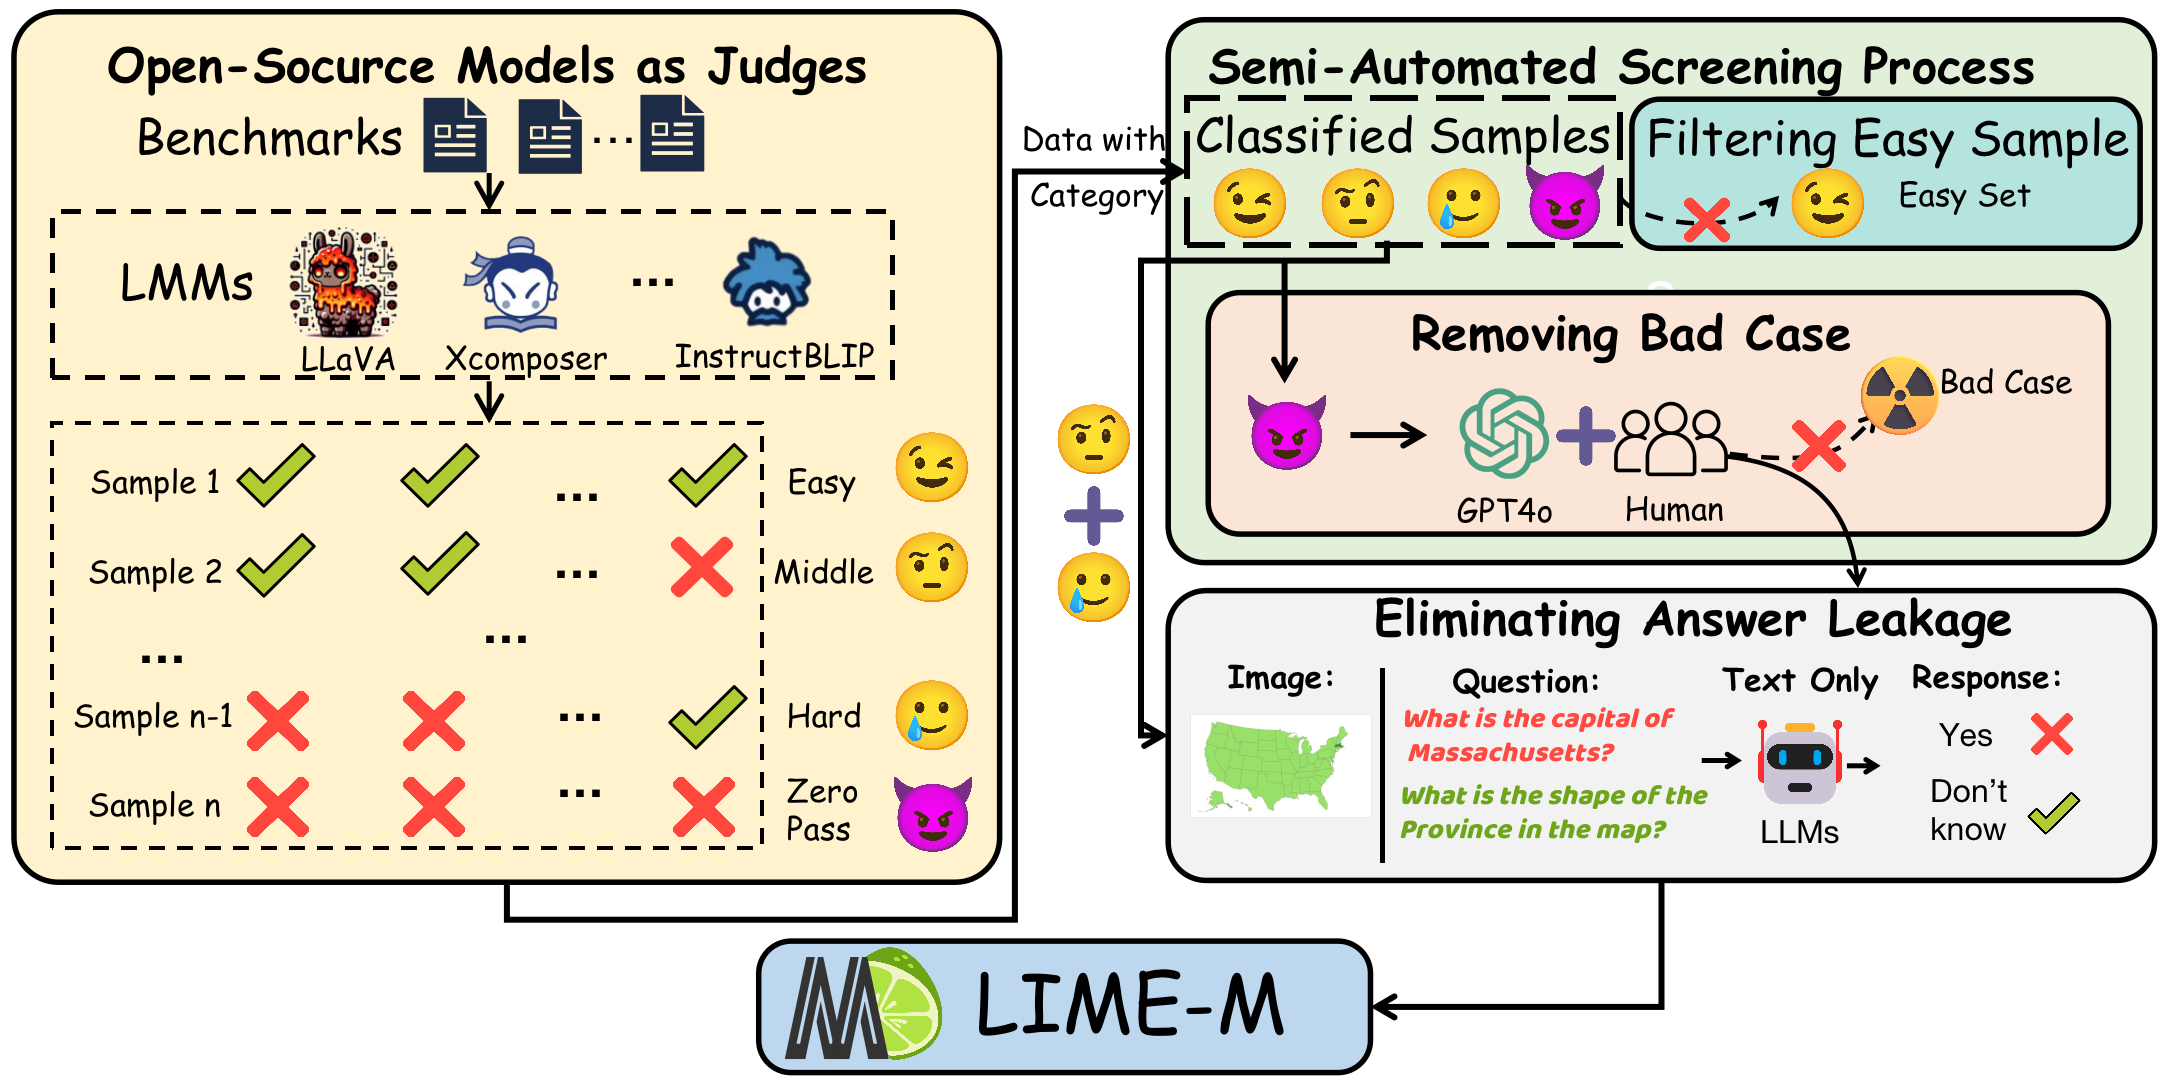 Open-Socurce Models as Judges
Benchmarks
LMMs
LLaVA
Xcomposer
InstructBLIP
Sample 1
Easy
Sample 2
Middle
Sample n-1
Hard
Sample n
Zero
Pass
Data with
Category
Semi-Automated Screening Process
Classified Samples
Filtering Easy Sample
Easy Set
Removing Bad Case
Bad Case
GPT4o
Human
Eliminating Answer Leakage
Image:
Question:
Text Only
Response:
What is the capital of
Massachusetts?
What is the shape of the
Province in the map?
LLMs
Yes
Don't
know
LIME-M